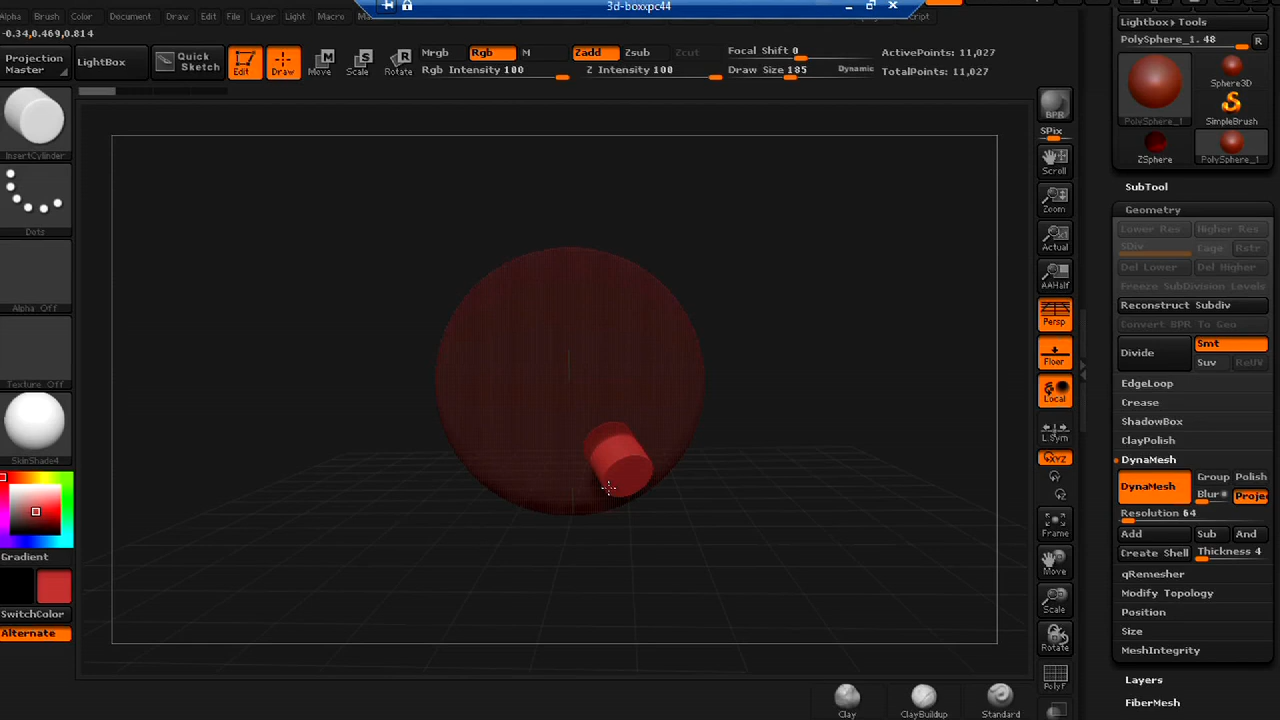 3d-boxxpc44
Alpha Brush Color Document Draw Edit File Layer Light Macro Script
-0.34,0.469,0.814
Projection Master
LightBox
Quick Sketch
Edit
Draw
Move
Scale
Rotate
Mrgb Rgb M
Rgb Intensity 100
Zadd Zsub Zcut
Z Intensity 100
Focal Shift 0
Draw Size 185 Dynamic
ActivePoints: 11,027
TotalPoints: 11,027
InsertCylinder
Dots
Alpha Off
Texture Off
SkinShade4
Gradient
SwitchColor
Alternate
BPR
SPix
Scroll
Zoom
Actual
AAHalf
Persp
Floor
Local
L.Sym
XYZ
Frame
Move
Scale
Rotate
PolyF
Clay
ClayBuildup
Standard
Lightbox▸Tools
PolySphere_1. 48 R
PolySphere_1
Sphere3D
SimpleBrush
ZSphere
PolySphere_1
SubTool
Geometry
Lower Res Higher Res
SDiv Cage Rstr
Del Lower Del Higher
Freeze SubDivision Levels
Reconstruct Subdiv
Convert BPR To Geo
Divide
Smt
Suv ReUV
EdgeLoop
Crease
ShadowBox
ClayPolish
DynaMesh
DynaMesh
Group Polish
Blur Projec
Resolution 64
Add Sub And
Create Shell Thickness 4
qRemesher
Modify Topology
Position
Size
MeshIntegrity
Layers
FiberMesh